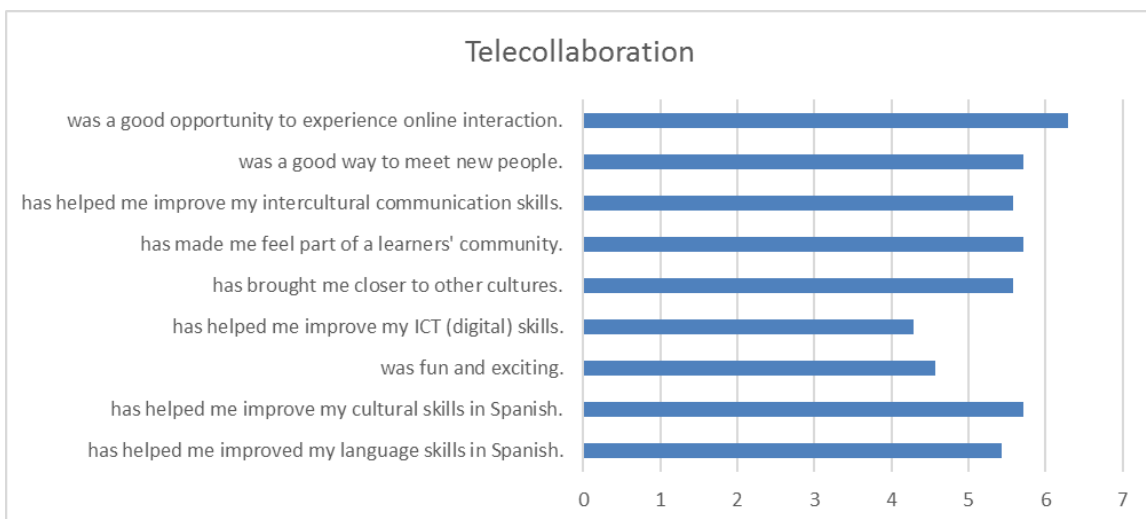 Telecollaboration
was a good opportunity to experience online interaction.
was a good way to meet new people.
has helped me improve my intercultural communication skills.
has made me feel part of a learners' community.
has brought me closer to other cultures.
has helped me improve my ICT (digital) skills.
was fun and exciting.
has helped me improve my cultural skills in Spanish.
has helped me improved my language skills in Spanish.
0 1 2 3 4 5 6 7